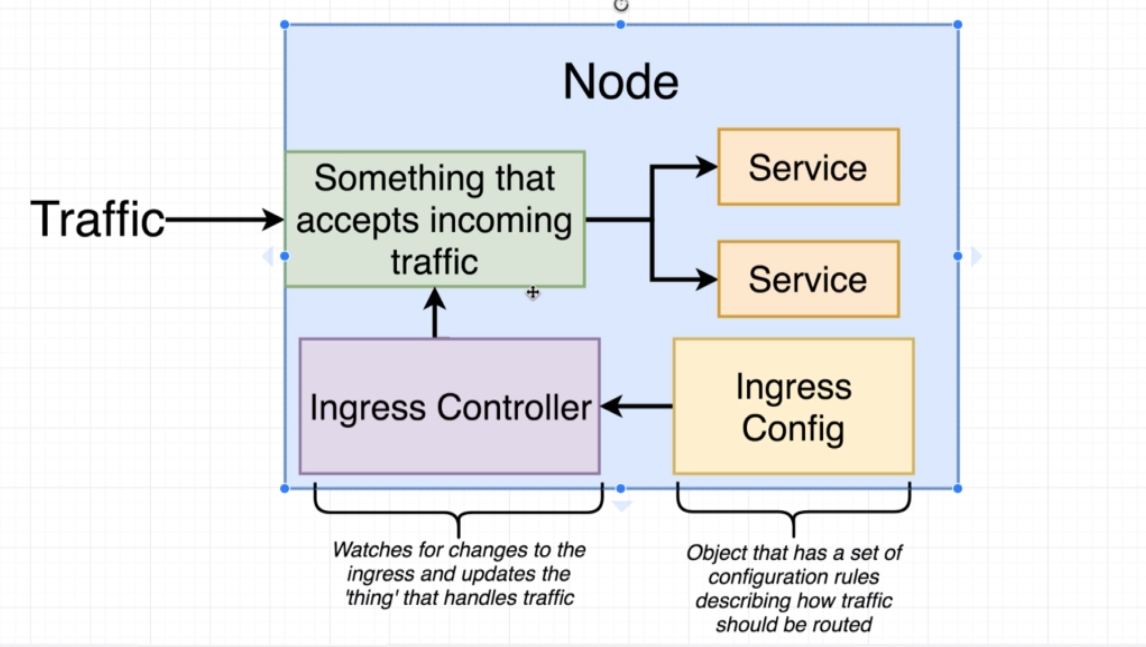 Node
Traffic
Something that
accepts incoming
traffic
Service
Service
Ingress Controller
Ingress
Config
Watches for changes to the
ingress and updates the
'thing' that handles traffic
Object that has a set of
configuration rules
describing how traffic
should be routed